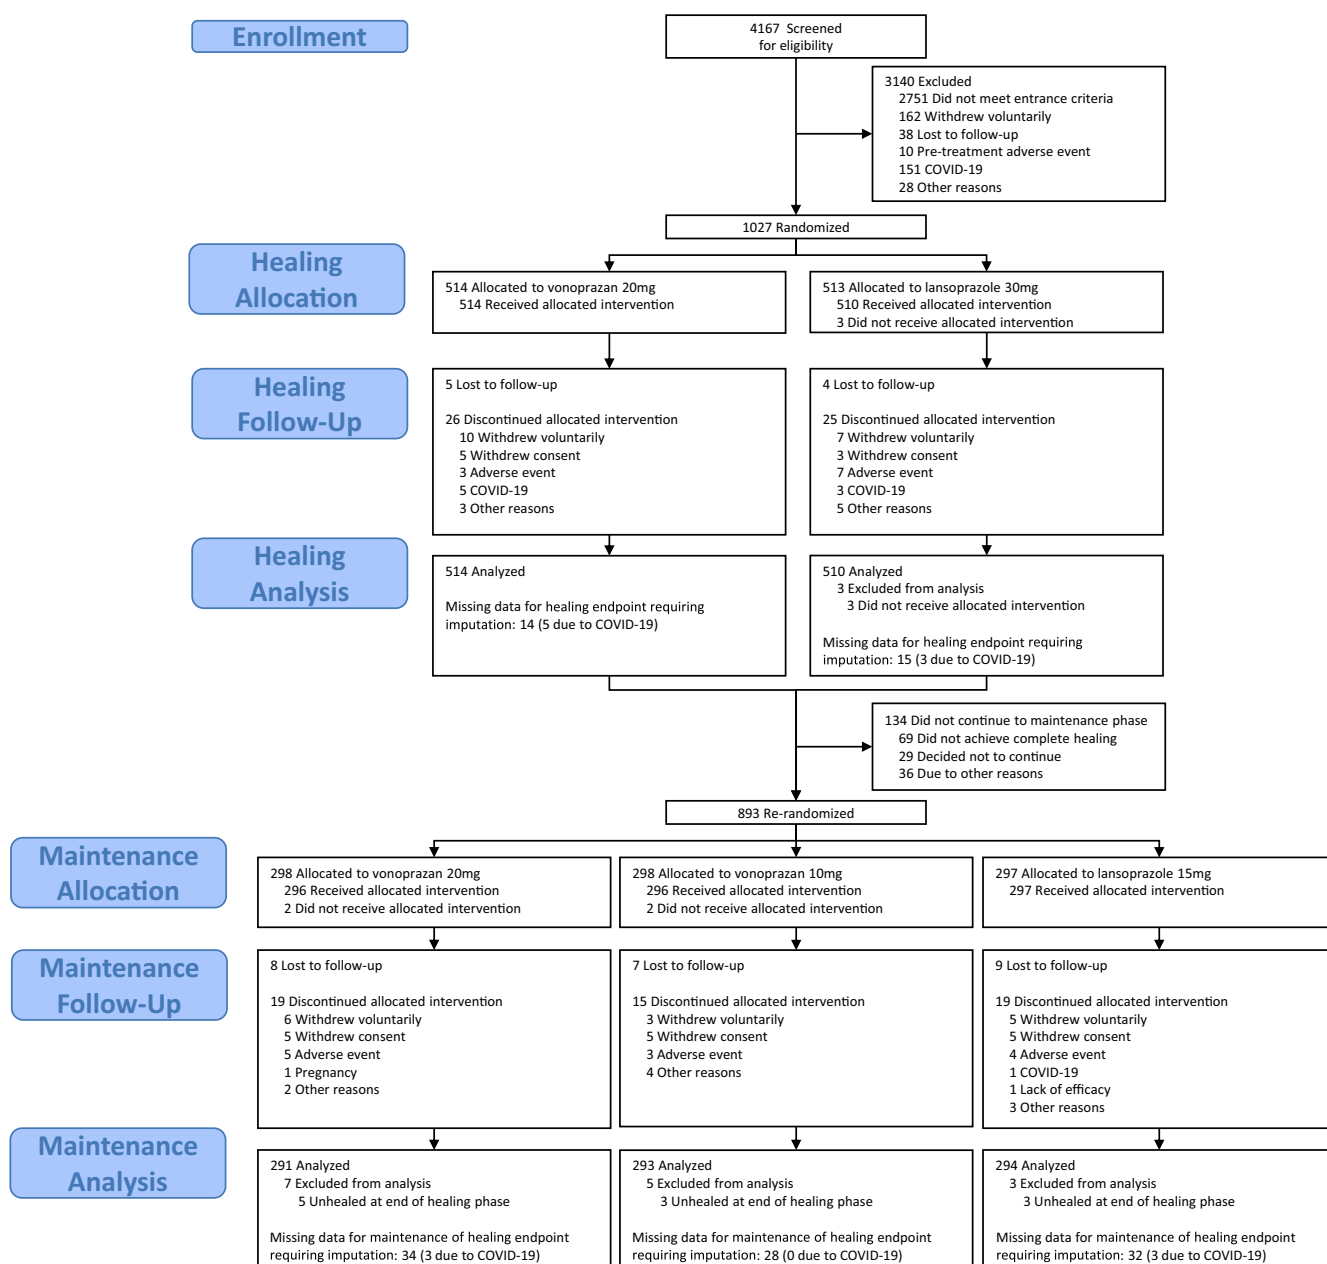 Enrollment
4167 Screened
for eligibility
3140 Excluded
2751 Did not meet entrance criteria
162 Withdrew voluntarily
38 Lost to follow-up
10 Pre-treatment adverse event
151 COVID-19
28 Other reasons
1027 Randomized
Healing
Allocation
514 Allocated to vonoprazan 20mg
514 Received allocated intervention
513 Allocated to lansoprazole 30mg
510 Received allocated intervention
3 Did not receive allocated intervention
Healing
Follow-Up
5 Lost to follow-up
26 Discontinued allocated intervention
10 Withdrew voluntarily
5 Withdrew consent
3 Adverse event
5 COVID-19
3 Other reasons
4 Lost to follow-up
25 Discontinued allocated intervention
7 Withdrew voluntarily
3 Withdrew consent
7 Adverse event
3 COVID-19
5 Other reasons
Healing
Analysis
514 Analyzed
Missing data for healing endpoint requiring
imputation: 14 (5 due to COVID-19)
510 Analyzed
3 Excluded from analysis
3 Did not receive allocated intervention
Missing data for healing endpoint requiring
imputation: 15 (3 due to COVID-19)
134 Did not continue to maintenance phase
69 Did not achieve complete healing
29 Decided not to continue
36 Due to other reasons
893 Re-randomized
Maintenance
Allocation
298 Allocated to vonoprazan 20mg
296 Received allocated intervention
2 Did not receive allocated intervention
298 Allocated to vonoprazan 10mg
296 Received allocated intervention
2 Did not receive allocated intervention
297 Allocated to lansoprazole 15mg
297 Received allocated intervention
Maintenance
Follow-Up
8 Lost to follow-up
19 Discontinued allocated intervention
6 Withdrew voluntarily
5 Withdrew consent
5 Adverse event
1 Pregnancy
2 Other reasons
7 Lost to follow-up
15 Discontinued allocated intervention
3 Withdrew voluntarily
5 Withdrew consent
3 Adverse event
4 Other reasons
9 Lost to follow-up
19 Discontinued allocated intervention
5 Withdrew voluntarily
5 Withdrew consent
4 Adverse event
1 COVID-19
1 Lack of efficacy
3 Other reasons
Maintenance
Analysis
291 Analyzed
7 Excluded from analysis
5 Unhealed at end of healing phase
Missing data for maintenance of healing endpoint
requiring imputation: 34 (3 due to COVID-19)
293 Analyzed
5 Excluded from analysis
3 Unhealed at end of healing phase
Missing data for maintenance of healing endpoint
requiring imputation: 28 (0 due to COVID-19)
294 Analyzed
3 Excluded from analysis
3 Unhealed at end of healing phase
Missing data for maintenance of healing endpoint
requiring imputation: 32 (3 due to COVID-19)